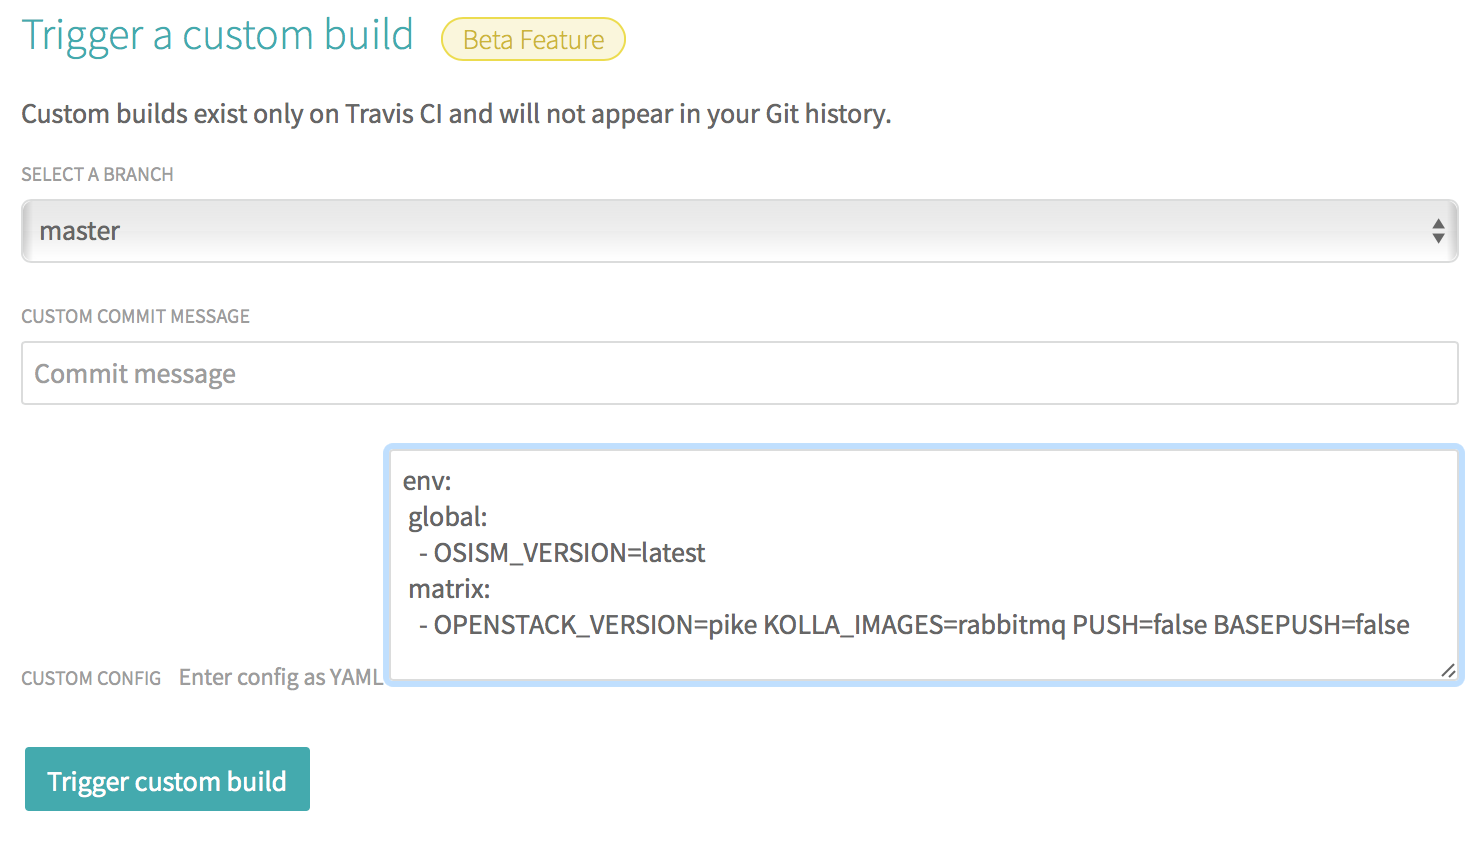 Trigger a custom build Beta Feature
Custom builds exist only on Travis CI and will not appear in your Git history.
SELECT A BRANCH
master
CUSTOM COMMIT MESSAGE
Commit message
env:
global:
- OSISM_VERSION=latest
matrix:
- OPENSTACK_VERSION=pike KOLLA_IMAGES=rabbitmq PUSH=false BASEPUSH=false
CUSTOM CONFIG Enter config as YAML
Trigger custom build